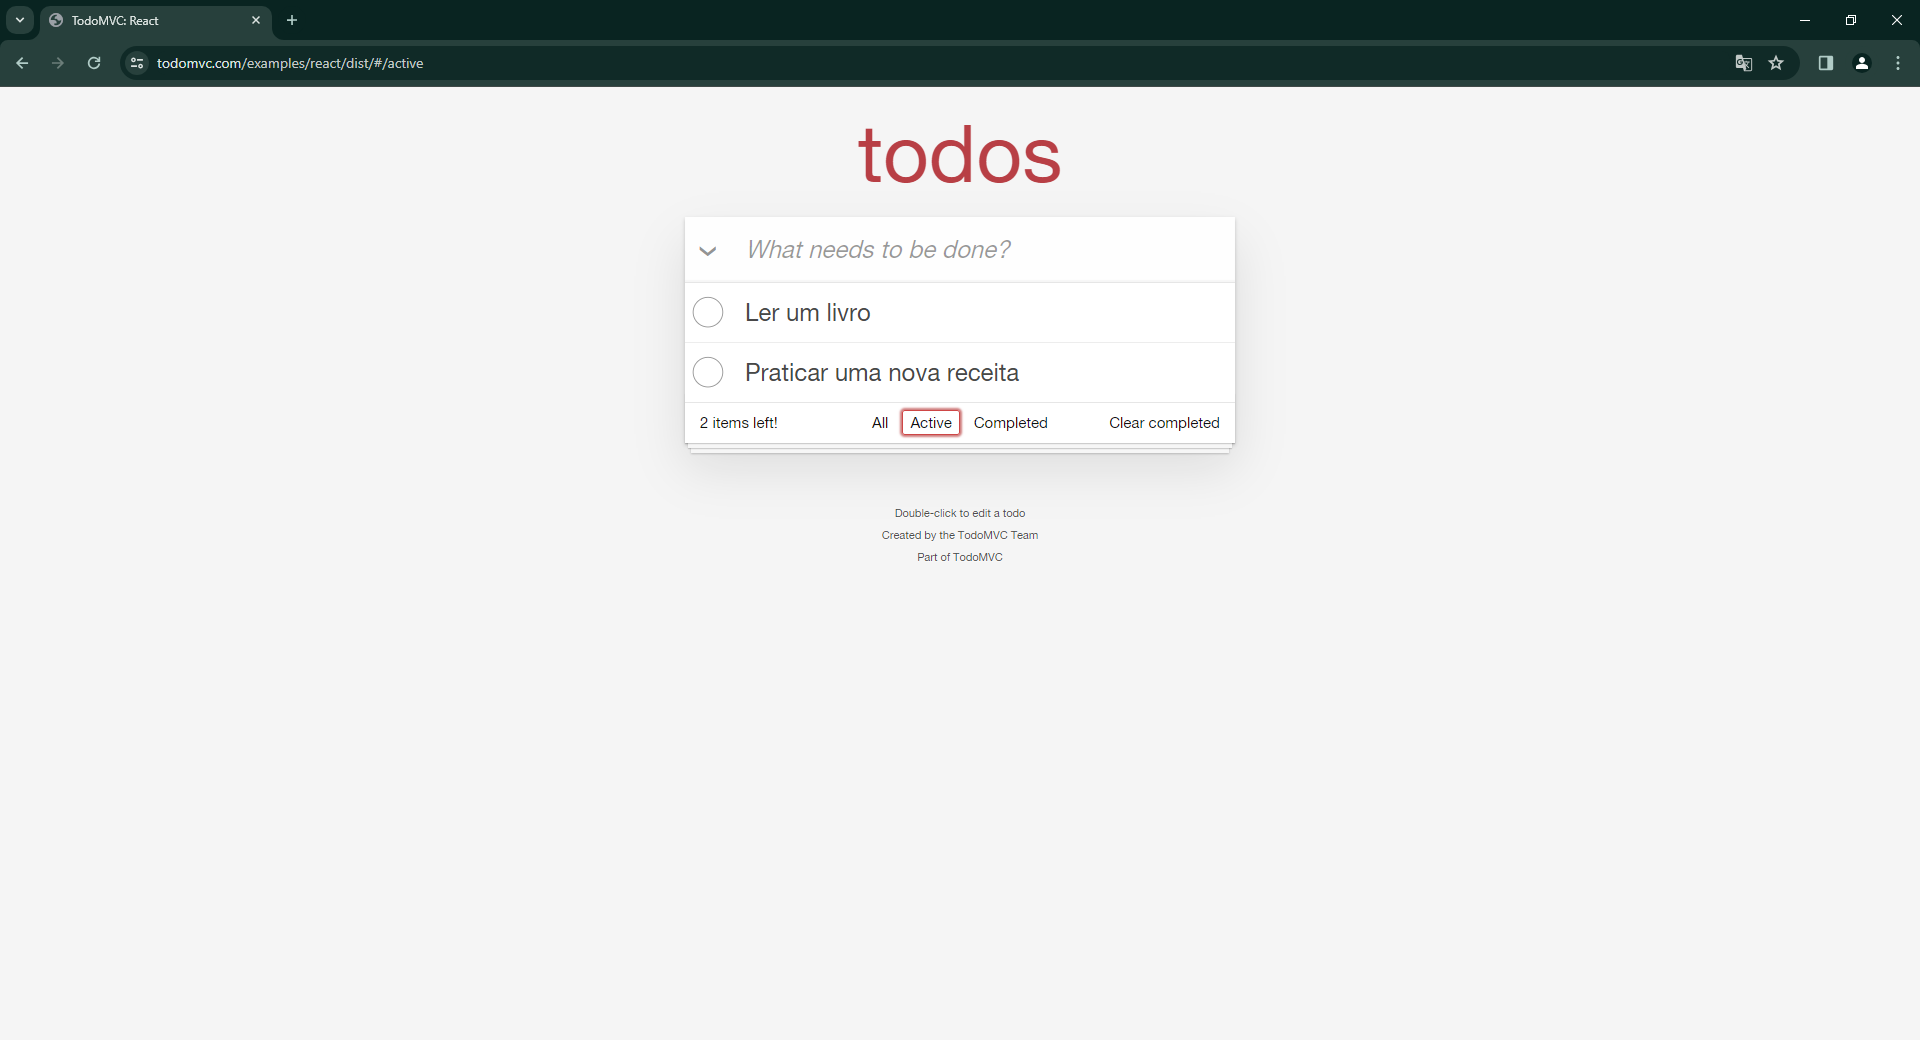 TodoMVC: React
todomvc.com/examples/react/dist/#/active
todos
What needs to be done?
Ler um livro
Praticar uma nova receita
2 items left! All Active Completed Clear completed
Double-click to edit a todo
Created by the TodoMVC Team
Part of TodoMVC